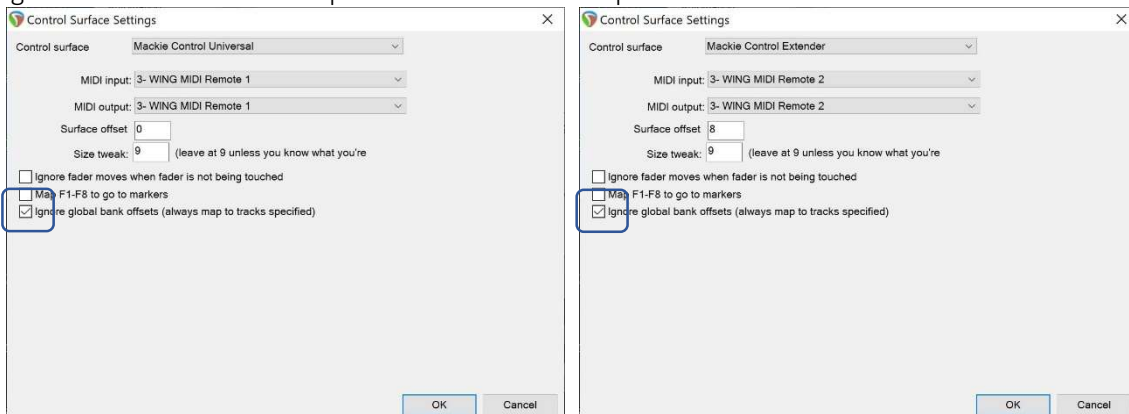 Control Surface Settings
Control surface Mackie Control Universal
MIDI input: 3- WING MIDI Remote 1
MIDI output: 3- WING MIDI Remote 1
Surface offset 0
Size tweak: 9 (leave at 9 unless you know what you're
Ignore fader moves when fader is not being touched
Map F1-F8 to go to markers
Ignore global bank offsets (always map to tracks specified)
OK Cancel
Control Surface Settings
Control surface Mackie Control Extender
MIDI input: 3- WING MIDI Remote 2
MIDI output: 3- WING MIDI Remote 2
Surface offset 8
Size tweak: 9 (leave at 9 unless you know what you're
Ignore fader moves when fader is not being touched
Map F1-F8 to go to markers
Ignore global bank offsets (always map to tracks specified)
OK Cancel